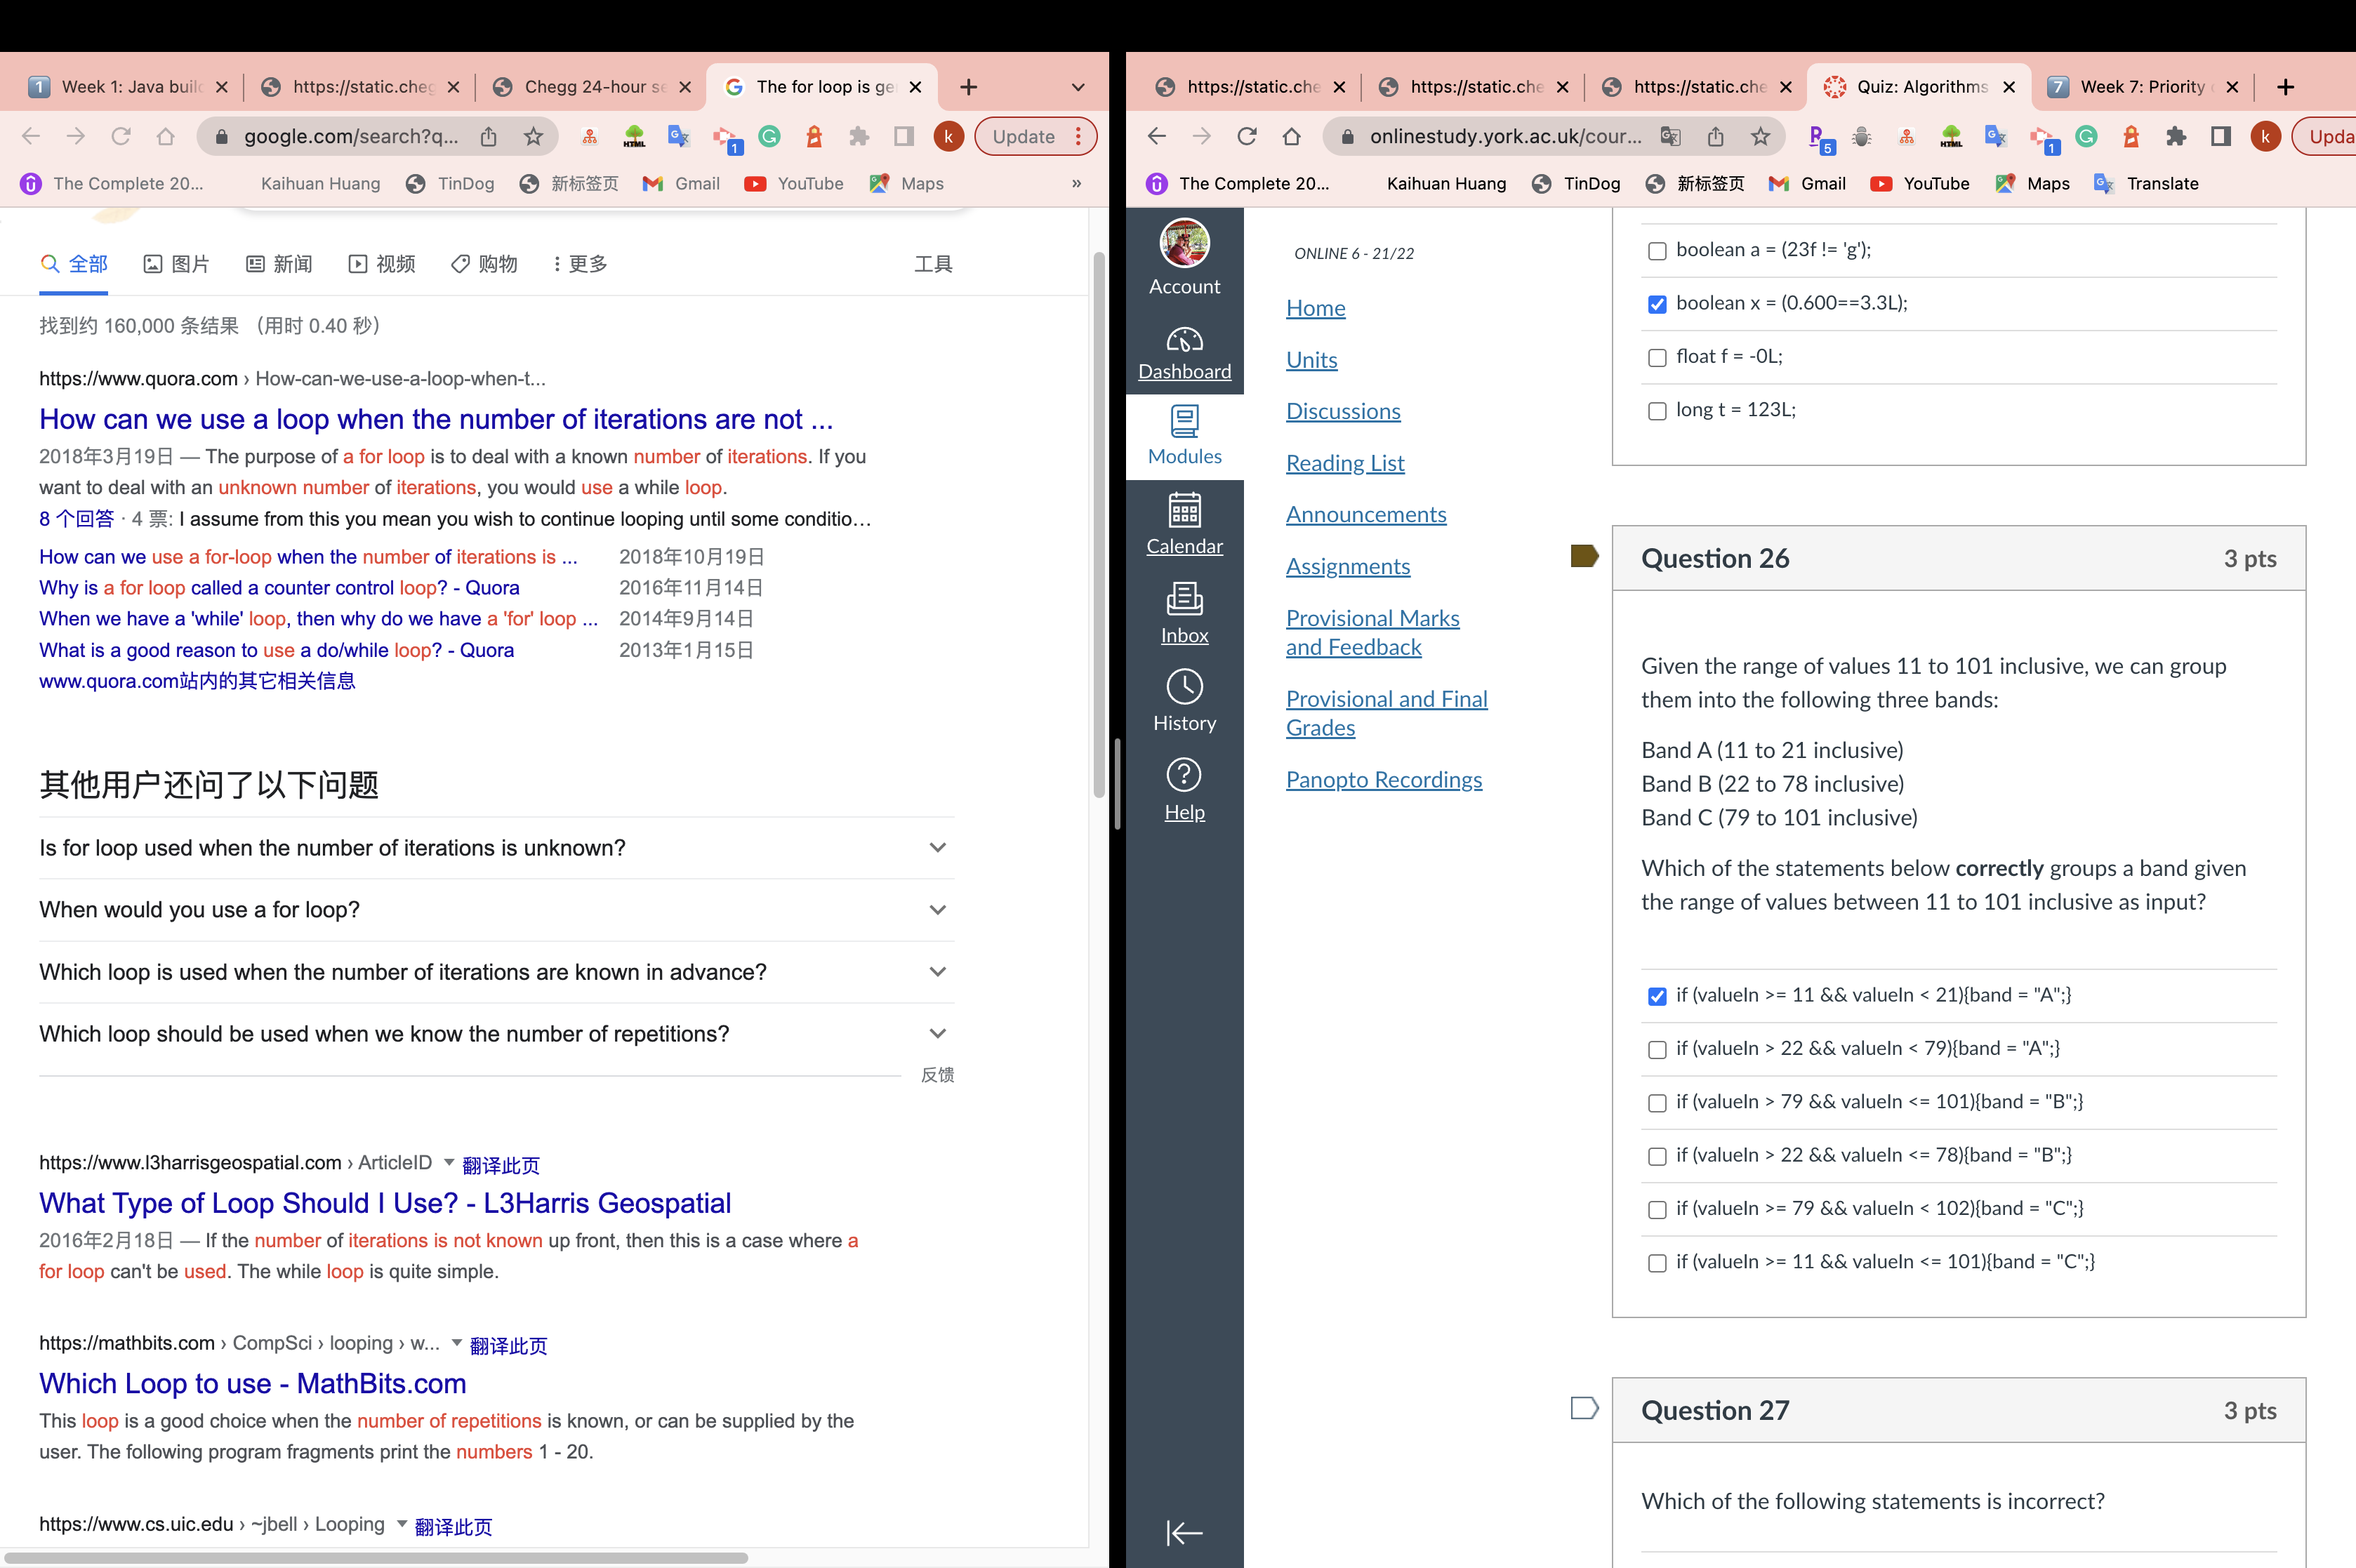 Week 1: Java buil
https://static.cheg
Chegg 24-hour se
The for loop is ge
google.com/search?q...
HTML
1
k
Update
The Complete 20...
Kaihuan Huang
TinDog
新标签页
Gmail
YouTube
Maps
»
全部
图片
新闻
视频
购物
更多
工具
找到约 160,000 条结果 （用时 0.40 秒）
https://www.quora.com › How-can-we-use-a-loop-when-t...
How can we use a loop when the number of iterations are not ...
2018年3月19日 — The purpose of a for loop is to deal with a known number of iterations. If you
want to deal with an unknown number of iterations, you would use a while loop.
8 个回答 · 4 票: I assume from this you mean you wish to continue looping until some conditio...
How can we use a for-loop when the number of iterations is ... 2018年10月19日
Why is a for loop called a counter control loop? - Quora 2016年11月14日
When we have a 'while' loop, then why do we have a 'for' loop ... 2014年9月14日
What is a good reason to use a do/while loop? - Quora 2013年1月15日
www.quora.com站内的其它相关信息
其他用户还问了以下问题
Is for loop used when the number of iterations is unknown?
When would you use a for loop?
Which loop is used when the number of iterations are known in advance?
Which loop should be used when we know the number of repetitions?
反馈
https://www.l3harrisgeospatial.com › ArticleID 翻译此页
What Type of Loop Should I Use? - L3Harris Geospatial
2016年2月18日 — If the number of iterations is not known up front, then this is a case where a
for loop can't be used. The while loop is quite simple.
https://mathbits.com › CompSci › looping › w... 翻译此页
Which Loop to use - MathBits.com
This loop is a good choice when the number of repetitions is known, or can be supplied by the
user. The following program fragments print the numbers 1 - 20.
https://www.cs.uic.edu › ~jbell › Looping 翻译此页
https://static.che
https://static.che
https://static.che
Quiz: Algorithms
7
Week 7: Priority
onlinestudy.york.ac.uk/cour...
5
HTML
1
k
Upda
The Complete 20...
Kaihuan Huang
TinDog
新标签页
Gmail
YouTube
Maps
Translate
Account
Dashboard
Modules
Calendar
Inbox
History
Help
ONLINE 6 - 21/22
Home
Units
Discussions
Reading List
Announcements
Assignments
Provisional Marks
and Feedback
Provisional and Final
Grades
Panopto Recordings
boolean a = (23f != 'g');
boolean x = (0.600==3.3L);
float f = -0L;
long t = 123L;
Question 26
3 pts
Given the range of values 11 to 101 inclusive, we can group
them into the following three bands:
Band A (11 to 21 inclusive)
Band B (22 to 78 inclusive)
Band C (79 to 101 inclusive)
Which of the statements below correctly groups a band given
the range of values between 11 to 101 inclusive as input?
if (valueIn >= 11 && valueIn < 21){band = "A";}
if (valueIn > 22 && valueIn < 79){band = "A";}
if (valueIn > 79 && valueIn <= 101){band = "B";}
if (valueIn > 22 && valueIn <= 78){band = "B";}
if (valueIn >= 79 && valueIn < 102){band = "C";}
if (valueIn >= 11 && valueIn <= 101){band = "C";}
Question 27
3 pts
Which of the following statements is incorrect?